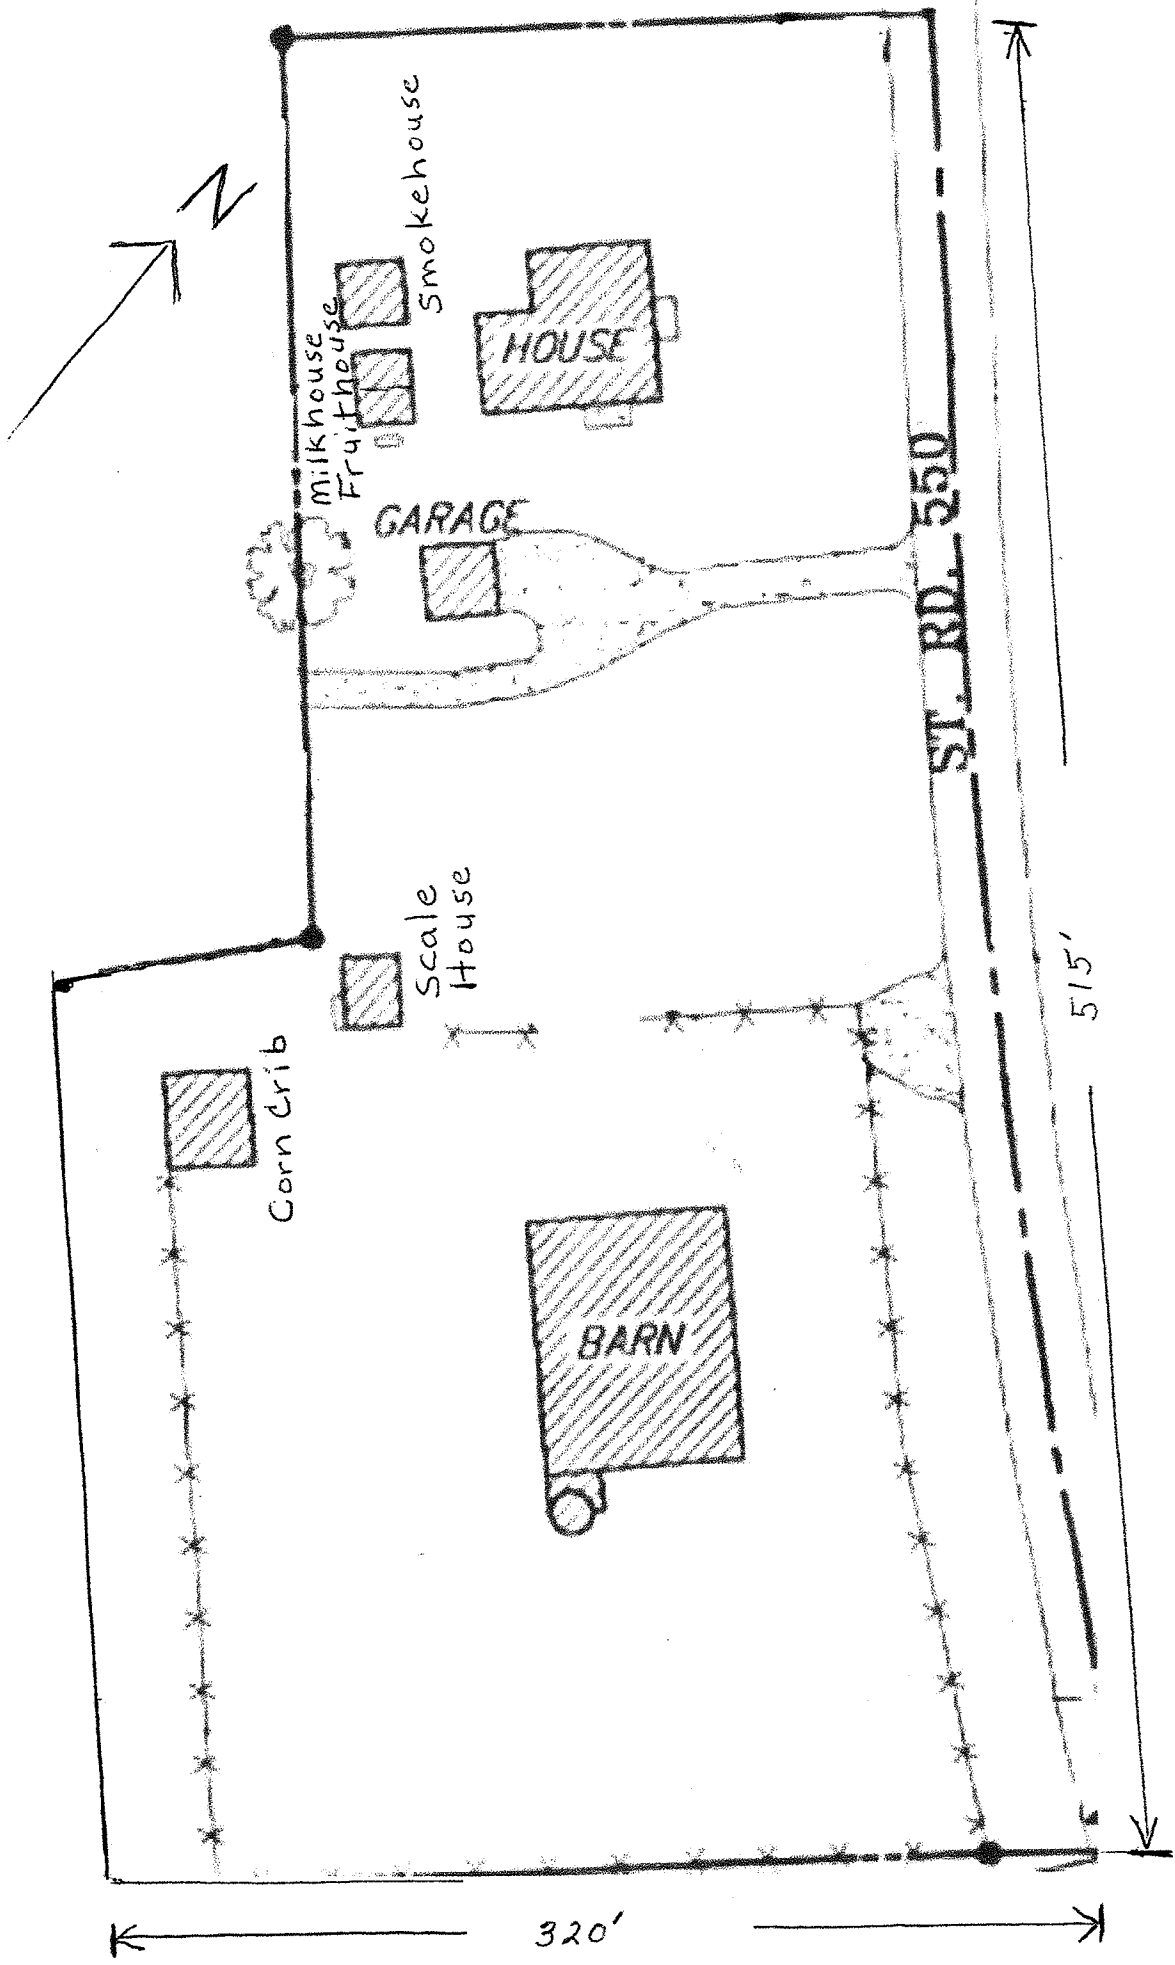 N
Smokehouse
Milkhouse
Fruithouse
HOUSE
GARAGE
ST. RD. 550
Scale
House
515'
Corn Crib
BARN
320'